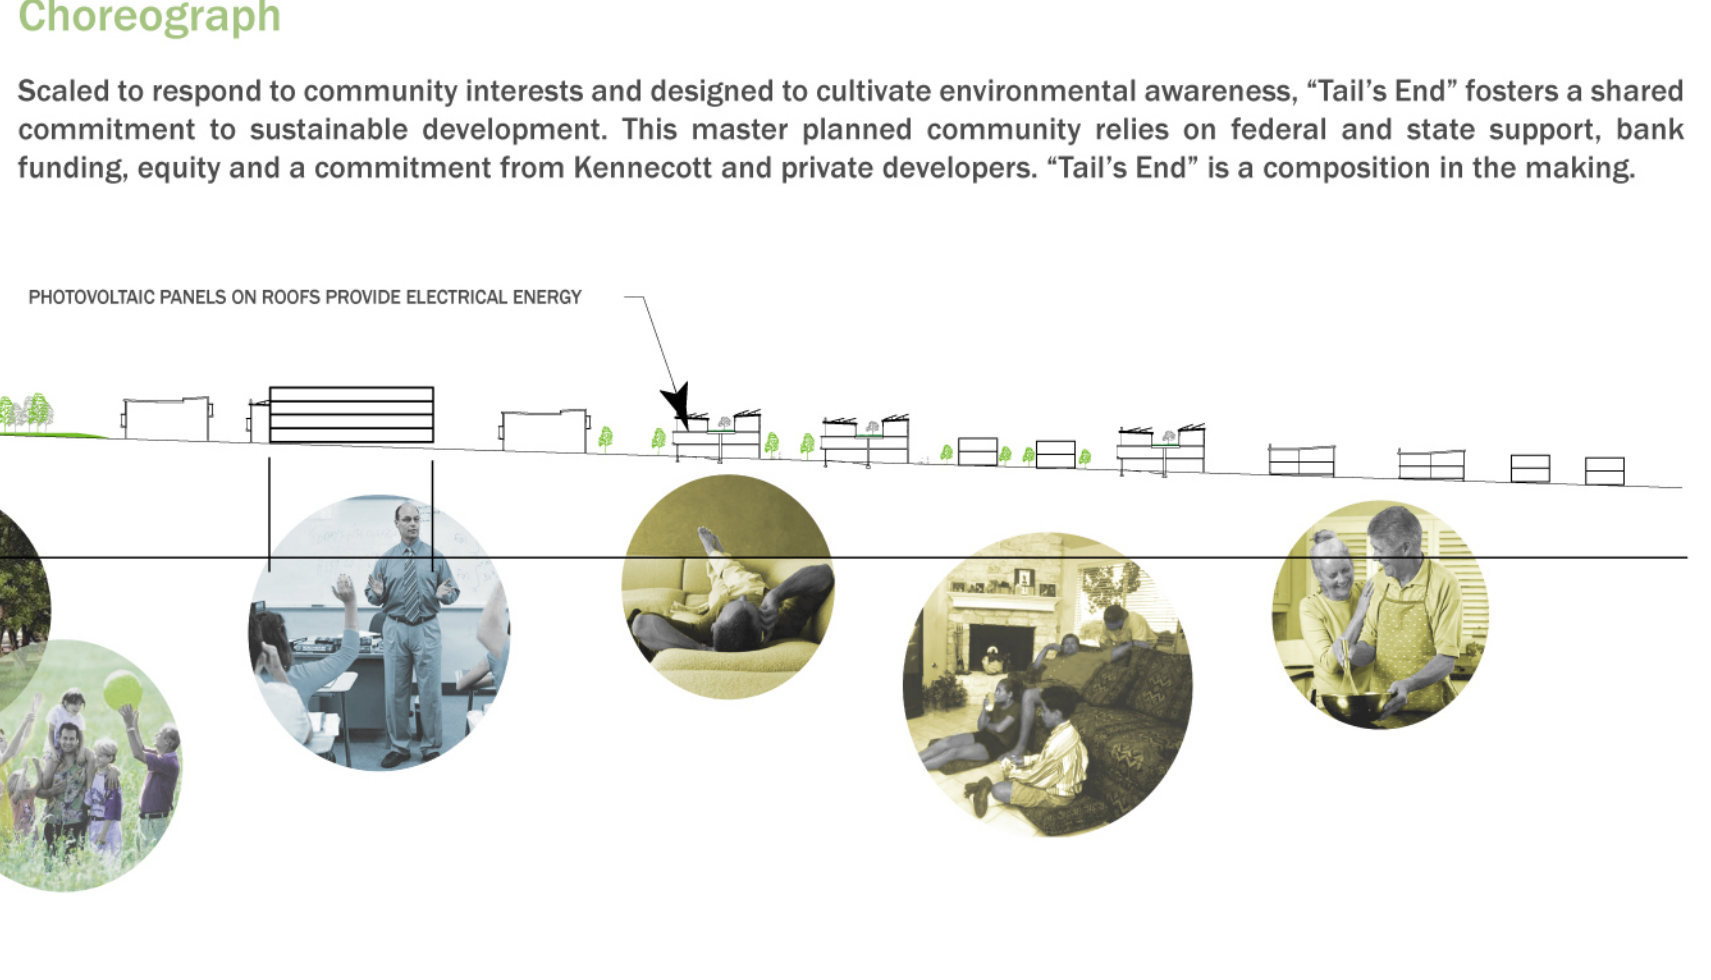 Choreograph
Scaled to respond to community interests and designed to cultivate environmental awareness, “Tail’s End” fosters a shared
commitment to sustainable development. This master planned community relies on federal and state support, bank
funding, equity and a commitment from Kennecott and private developers. “Tail’s End” is a composition in the making.
PHOTOVOLTAIC PANELS ON ROOFS PROVIDE ELECTRICAL ENERGY